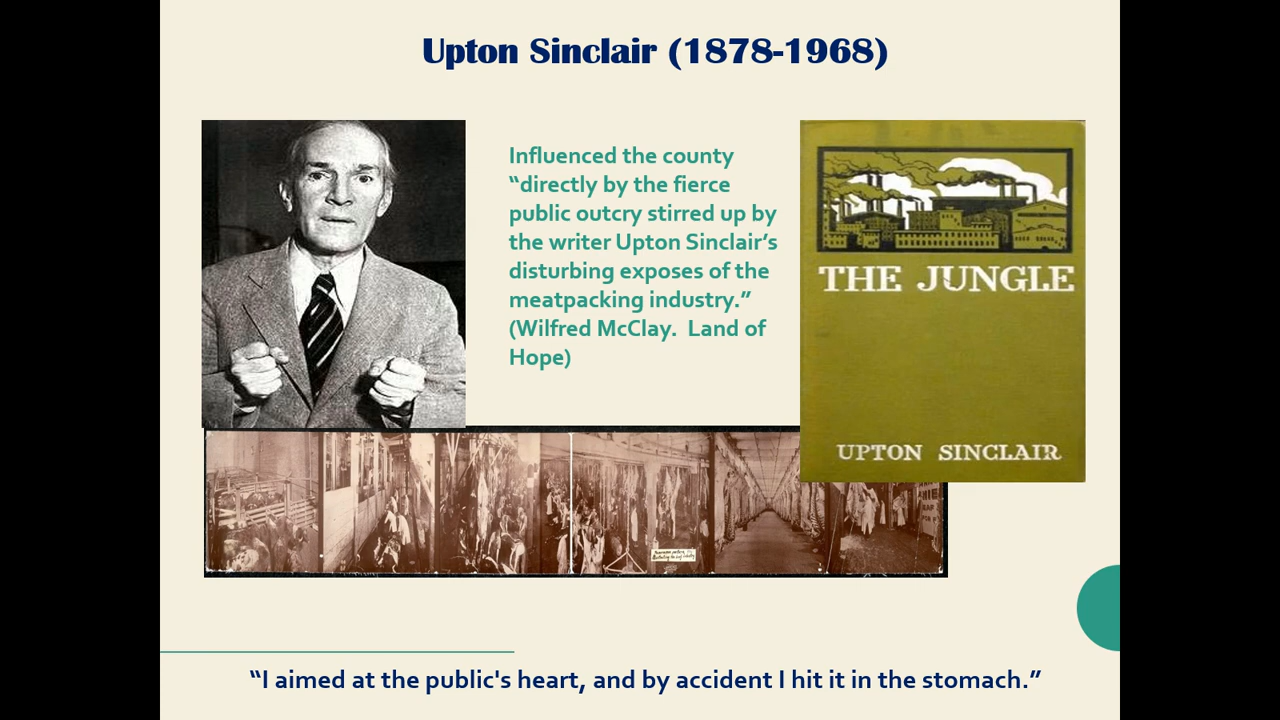 Upton Sinclair (1878-1968)
Influenced the county
“directly by the fierce
public outcry stirred up by
the writer Upton Sinclair’s
disturbing exposes of the
meatpacking industry.”
(Wilfred McClay.  Land of
Hope)
THE JUNGLE
UPTON SINCLAIR
“I aimed at the public's heart, and by accident I hit it in the stomach.”